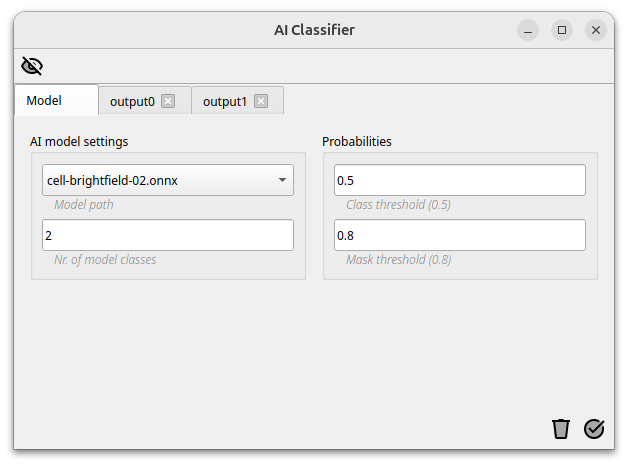 AI Classifier
Model
output0
output1
AI model settings
cell-brightfield-02.onnx
Model path
2
Nr. of model classes
Probabilities
0.5
Class threshold (0.5)
0.8
Mask threshold (0.8)